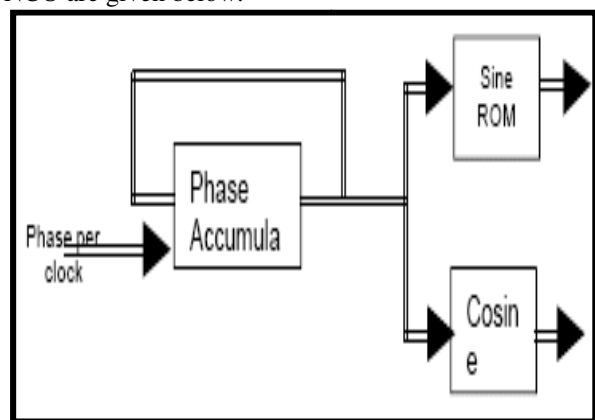 NCO are given below.
Sine
ROM
Phase
Accumula
Phase per
clock
Cosin
e